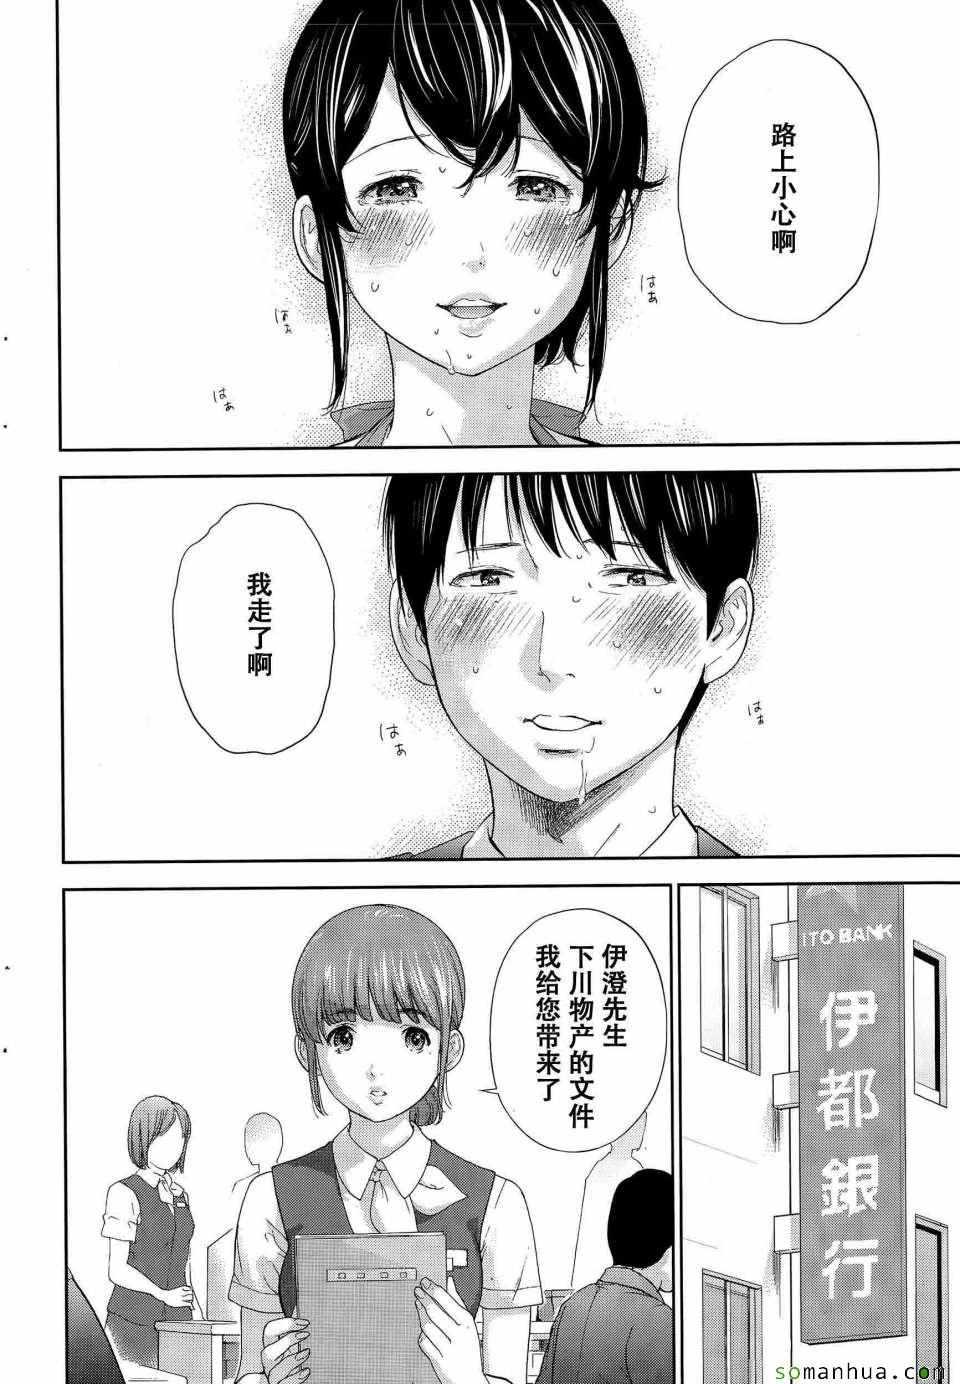 路上小心啊
はぁ
はぁ
はぁ
我走了啊
はぁ
はぁ
ITO BANK
伊都銀行
伊澄先生
下川物产的文件
我给您带来了
somanhua.com